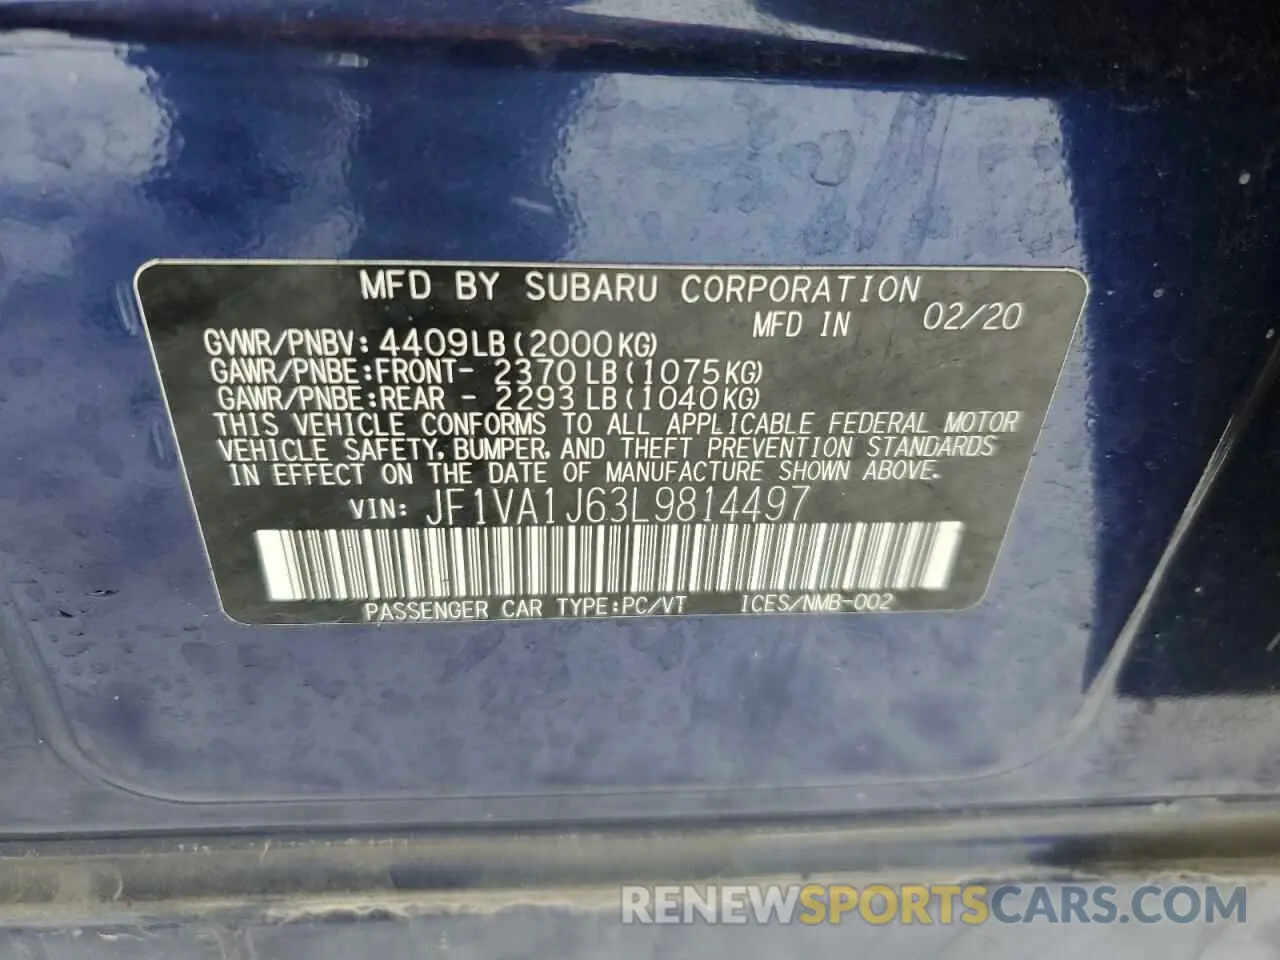 MFD BY SUBARU CORPORATION
MFD IN 02/20
GVWR/PNBV: 4409LB(2000KG)
GAWR/PNBE:FRONT- 2370LB(1075KG)
GAWR/PNBE:REAR - 2293LB(1040KG)
THIS VEHICLE CONFORMS TO ALL APPLICABLE FEDERAL MOTOR
VEHICLE SAFETY, BUMPER, AND THEFT PREVENTION STANDARDS
IN EFFECT ON THE DATE OF MANUFACTURE SHOWN ABOVE.
VIN: JF1VA1J63L9814497
PASSENGER CAR TYPE:PC/VT ICES/NMB-002
RENEWSPORTSCARS.COM